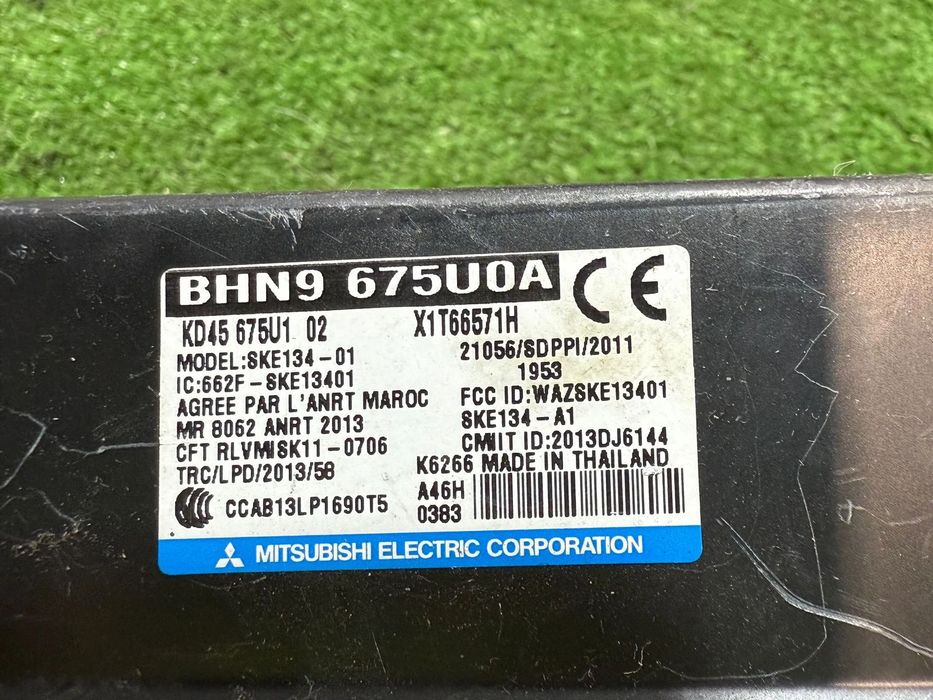 BHN9 675U0A
CE
KD45 675U1 02 X1T66571H
MODEL:SKE134-01
21056/SDPPI/2011
1953
IC:662F-SKE13401
FCC ID:WAZSKE13401
AGREE PAR L'ANRT MAROC
SKE134-A1
MR 8062 ANRT 2013
CMIIT ID:2013DJ6144
CFT RLVMISK11-0706
K6266 MADE IN THAILAND
TRC/LPD/2013/58
A46H
0383
CCAB13LP1690T5
MITSUBISHI ELECTRIC CORPORATION